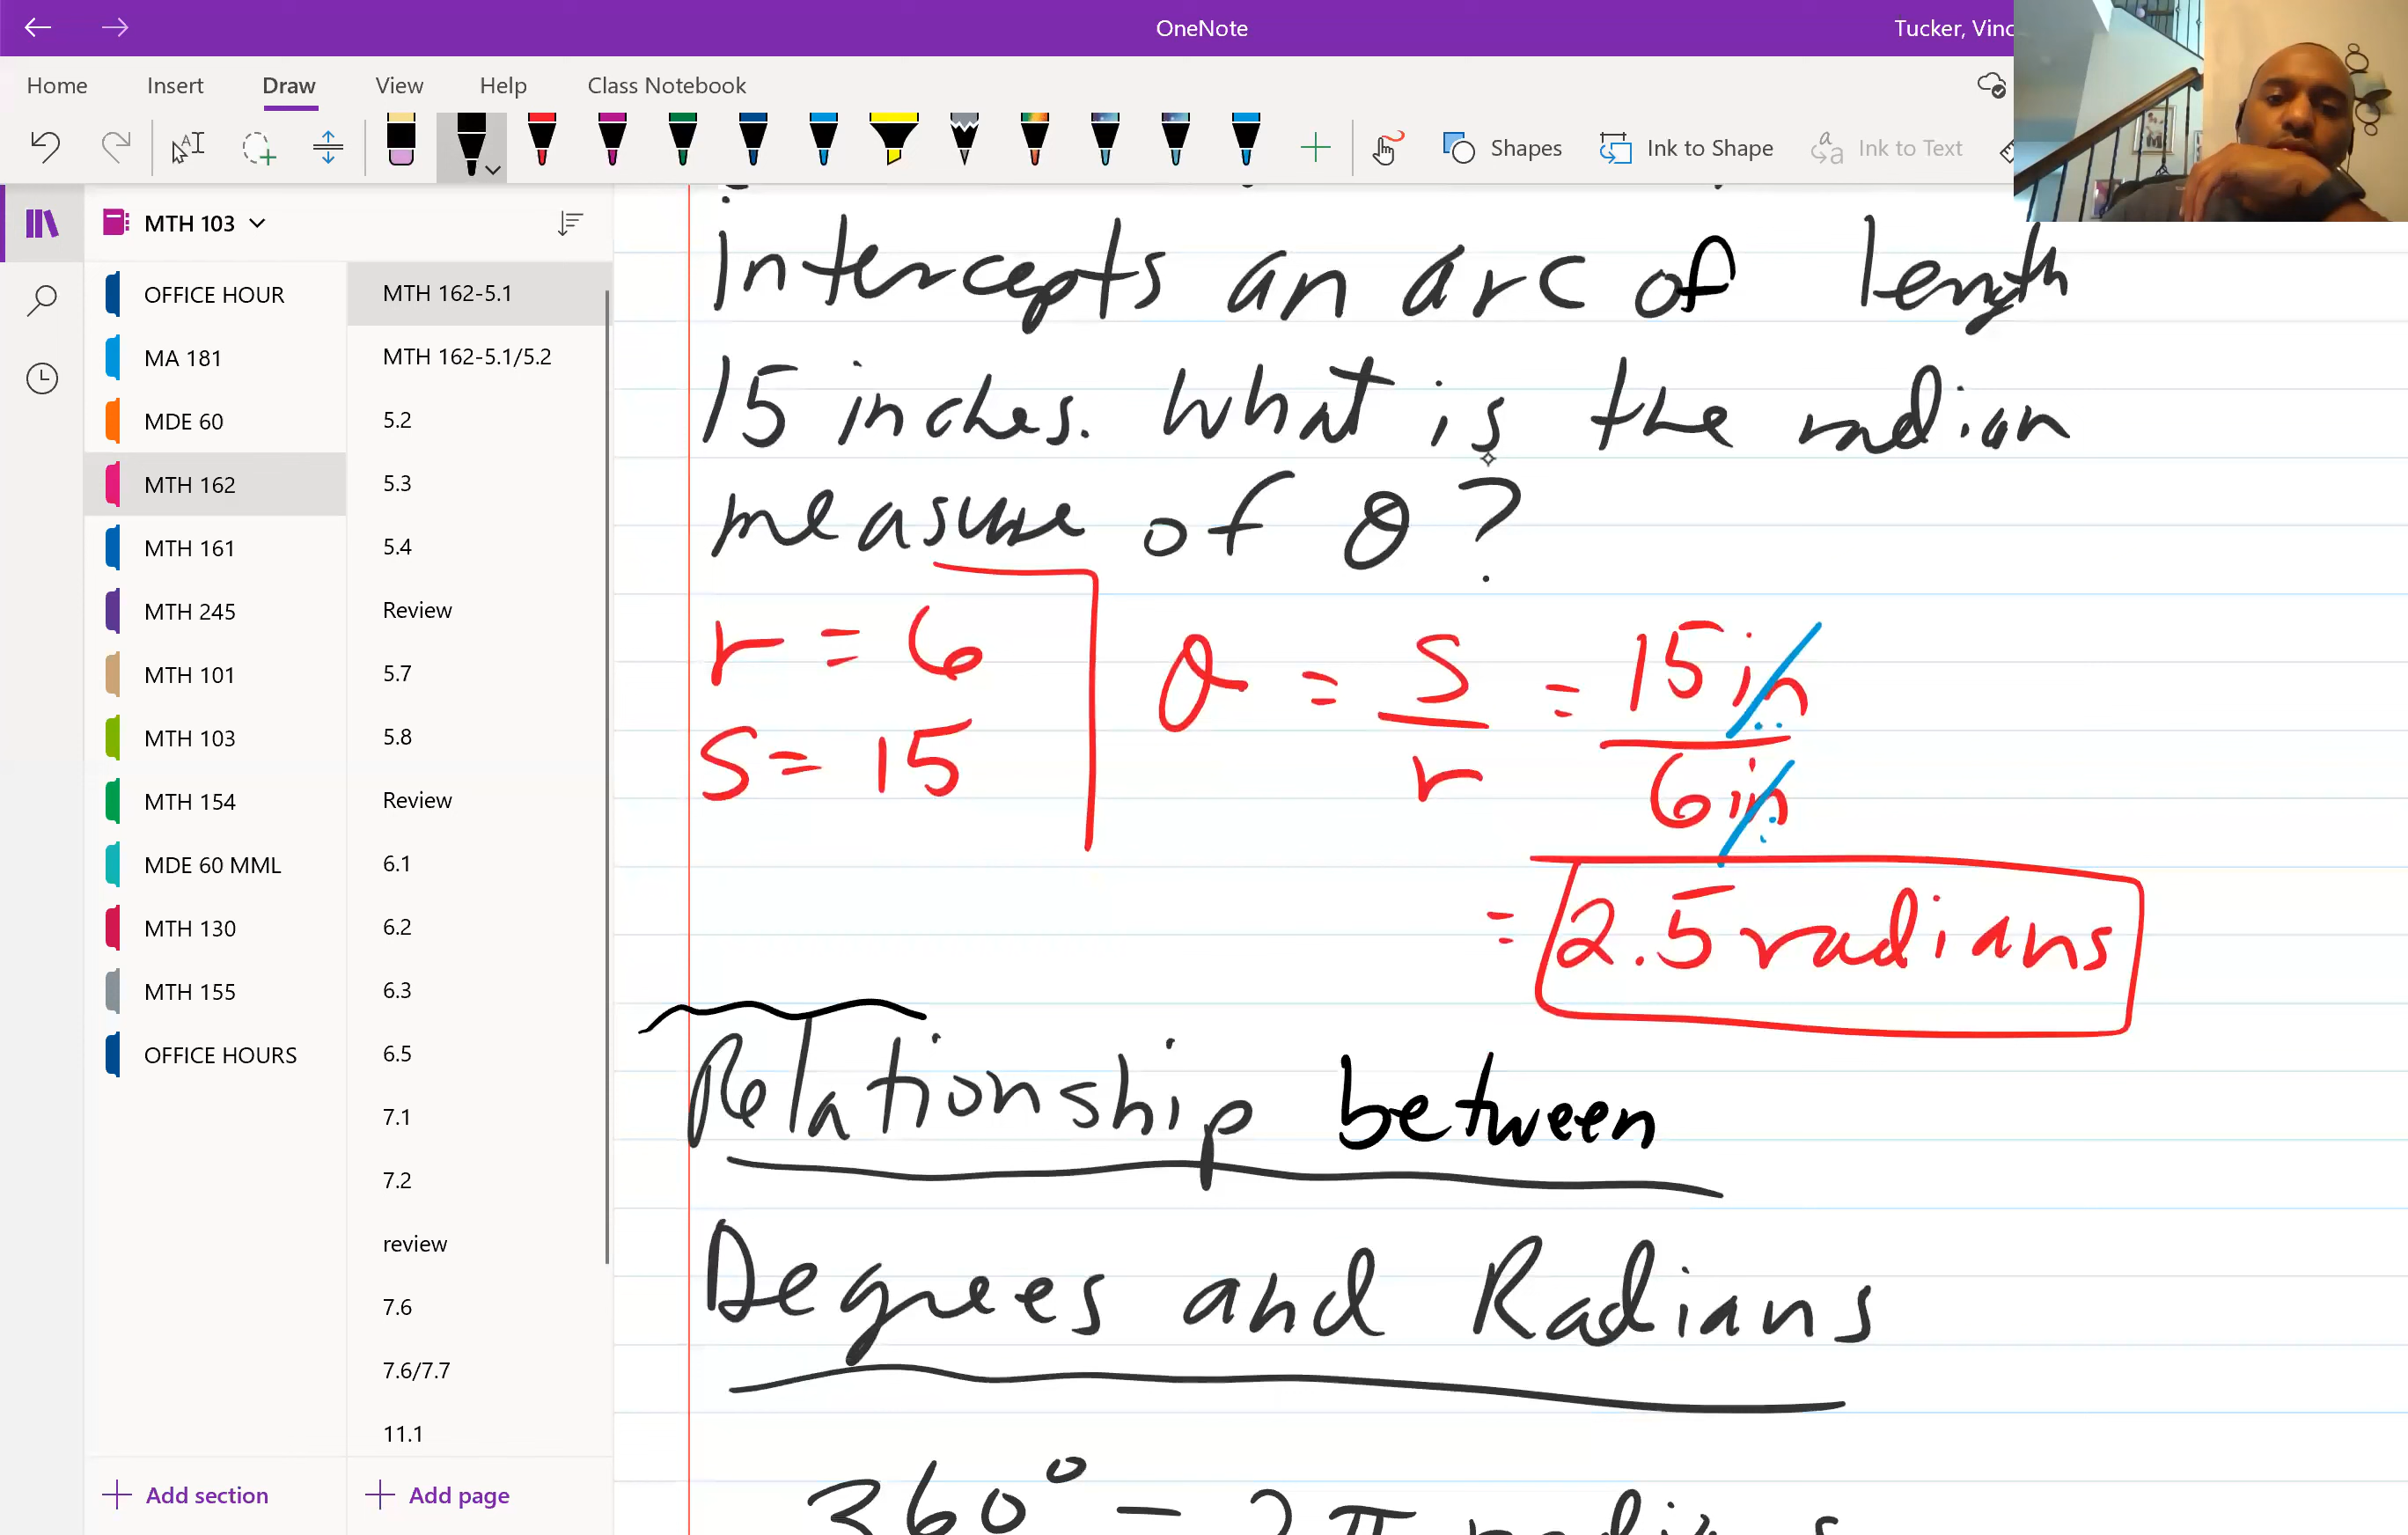 OneNote
Tucker, Vinc
Home Insert Draw View Help Class Notebook
Shapes Ink to Shape Ink to Text
MTH 103
OFFICE HOUR
MA 181
MDE 60
MTH 162
MTH 161
MTH 245
MTH 101
MTH 103
MTH 154
MDE 60 MML
MTH 130
MTH 155
OFFICE HOURS
Add section
MTH 162-5.1
MTH 162-5.1/5.2
5.2
5.3
5.4
Review
5.7
5.8
Review
6.1
6.2
6.3
6.5
7.1
7.2
review
7.6
7.6/7.7
11.1
Add page
intercepts an arc of length
15 inches. What is the radian
measure of θ?
r = 6
s = 15
θ = s/r = 15 in/6 in
= 2.5 radians
Relationship between
Degrees and Radians
360° = 2π radians